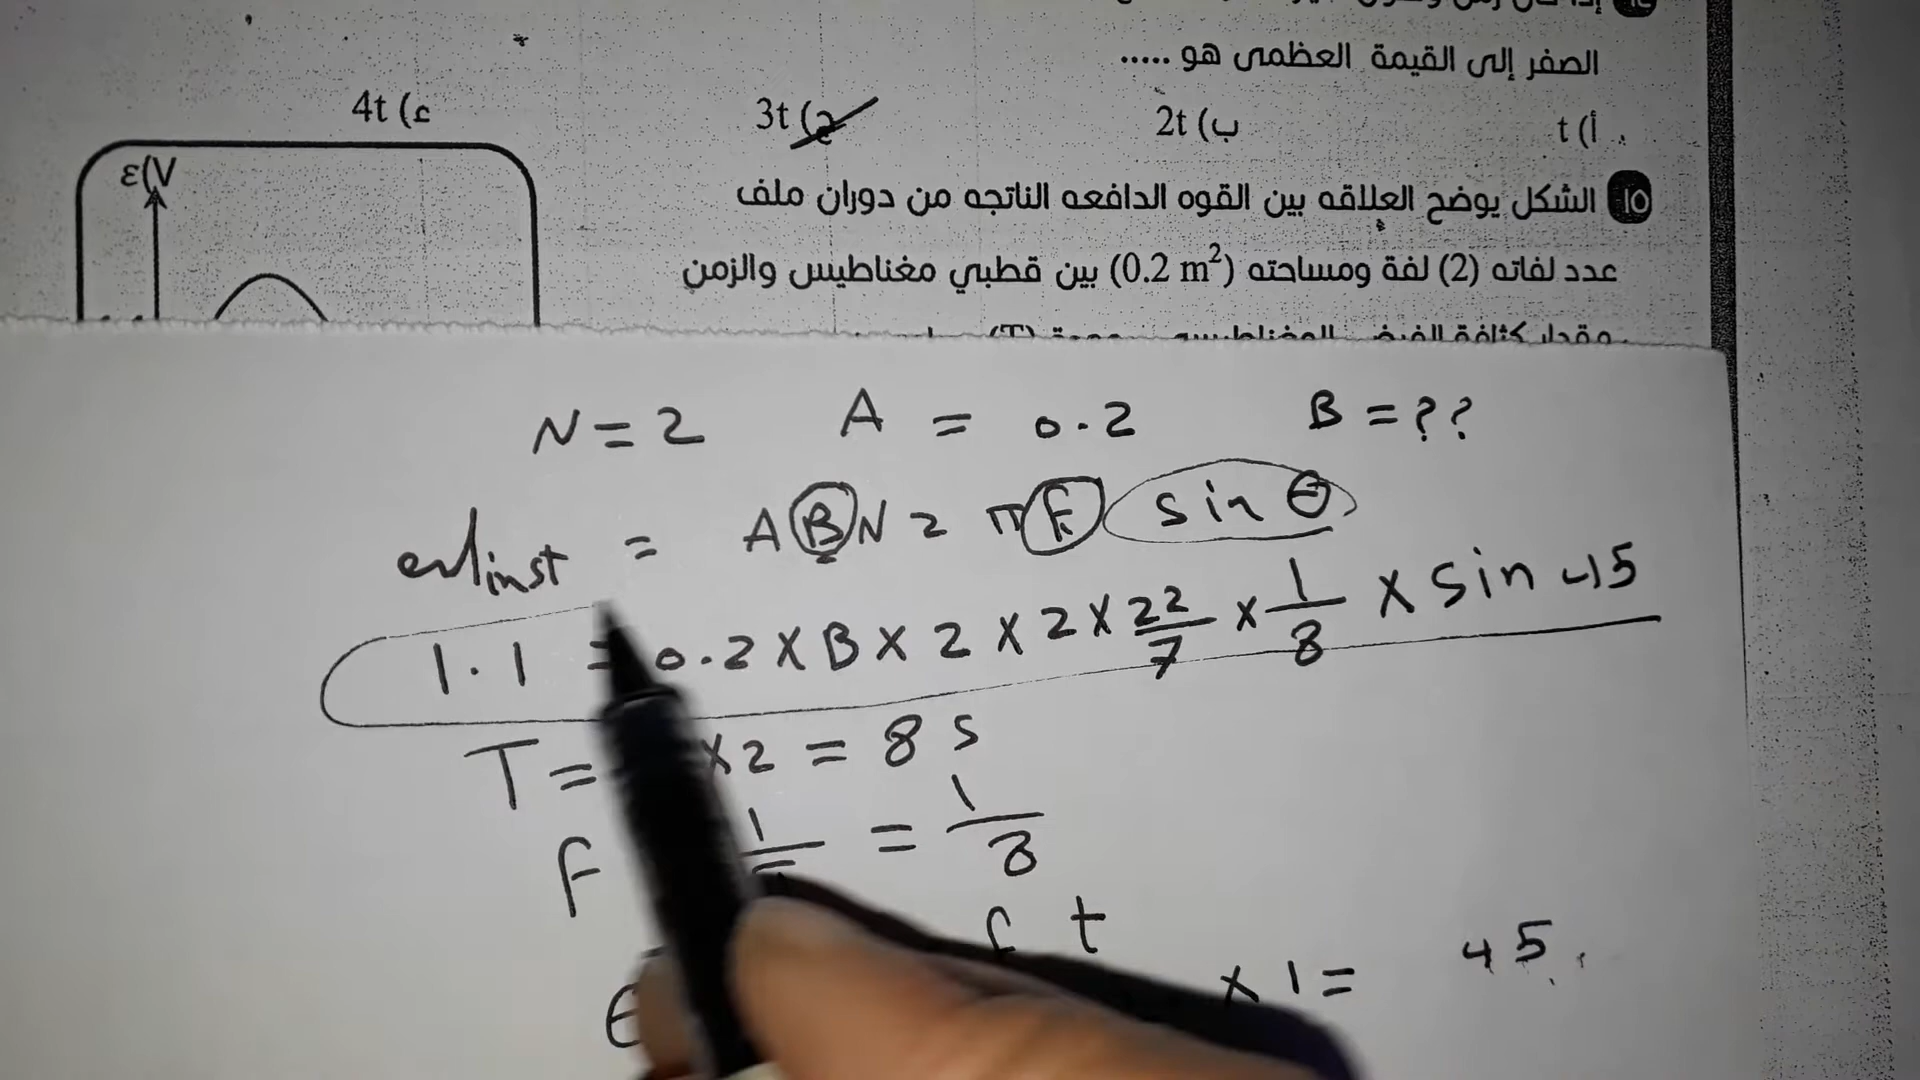 الصفر إلى القيمة العظمى هو .....
أ) t
ب) 2t
ج) 3t
د) 4t
١٥ الشكل يوضح العلاقه بين القوه الدافعه الناتجه من دوران ملف
عدد لفاته (2) لفة ومساحته (0.2 m²) بين قطبي مغناطيس والزمن
ε(V
N = 2 A = 0.2 B = ??
emf inst = A B N 2 π F sin θ
1.1 = 0.2 × B × 2 × 2 × 22/7 × 1/8 × sin 45
T = ×2 = 8 s
F 1/ = 1/8
f t
× 1 = 45